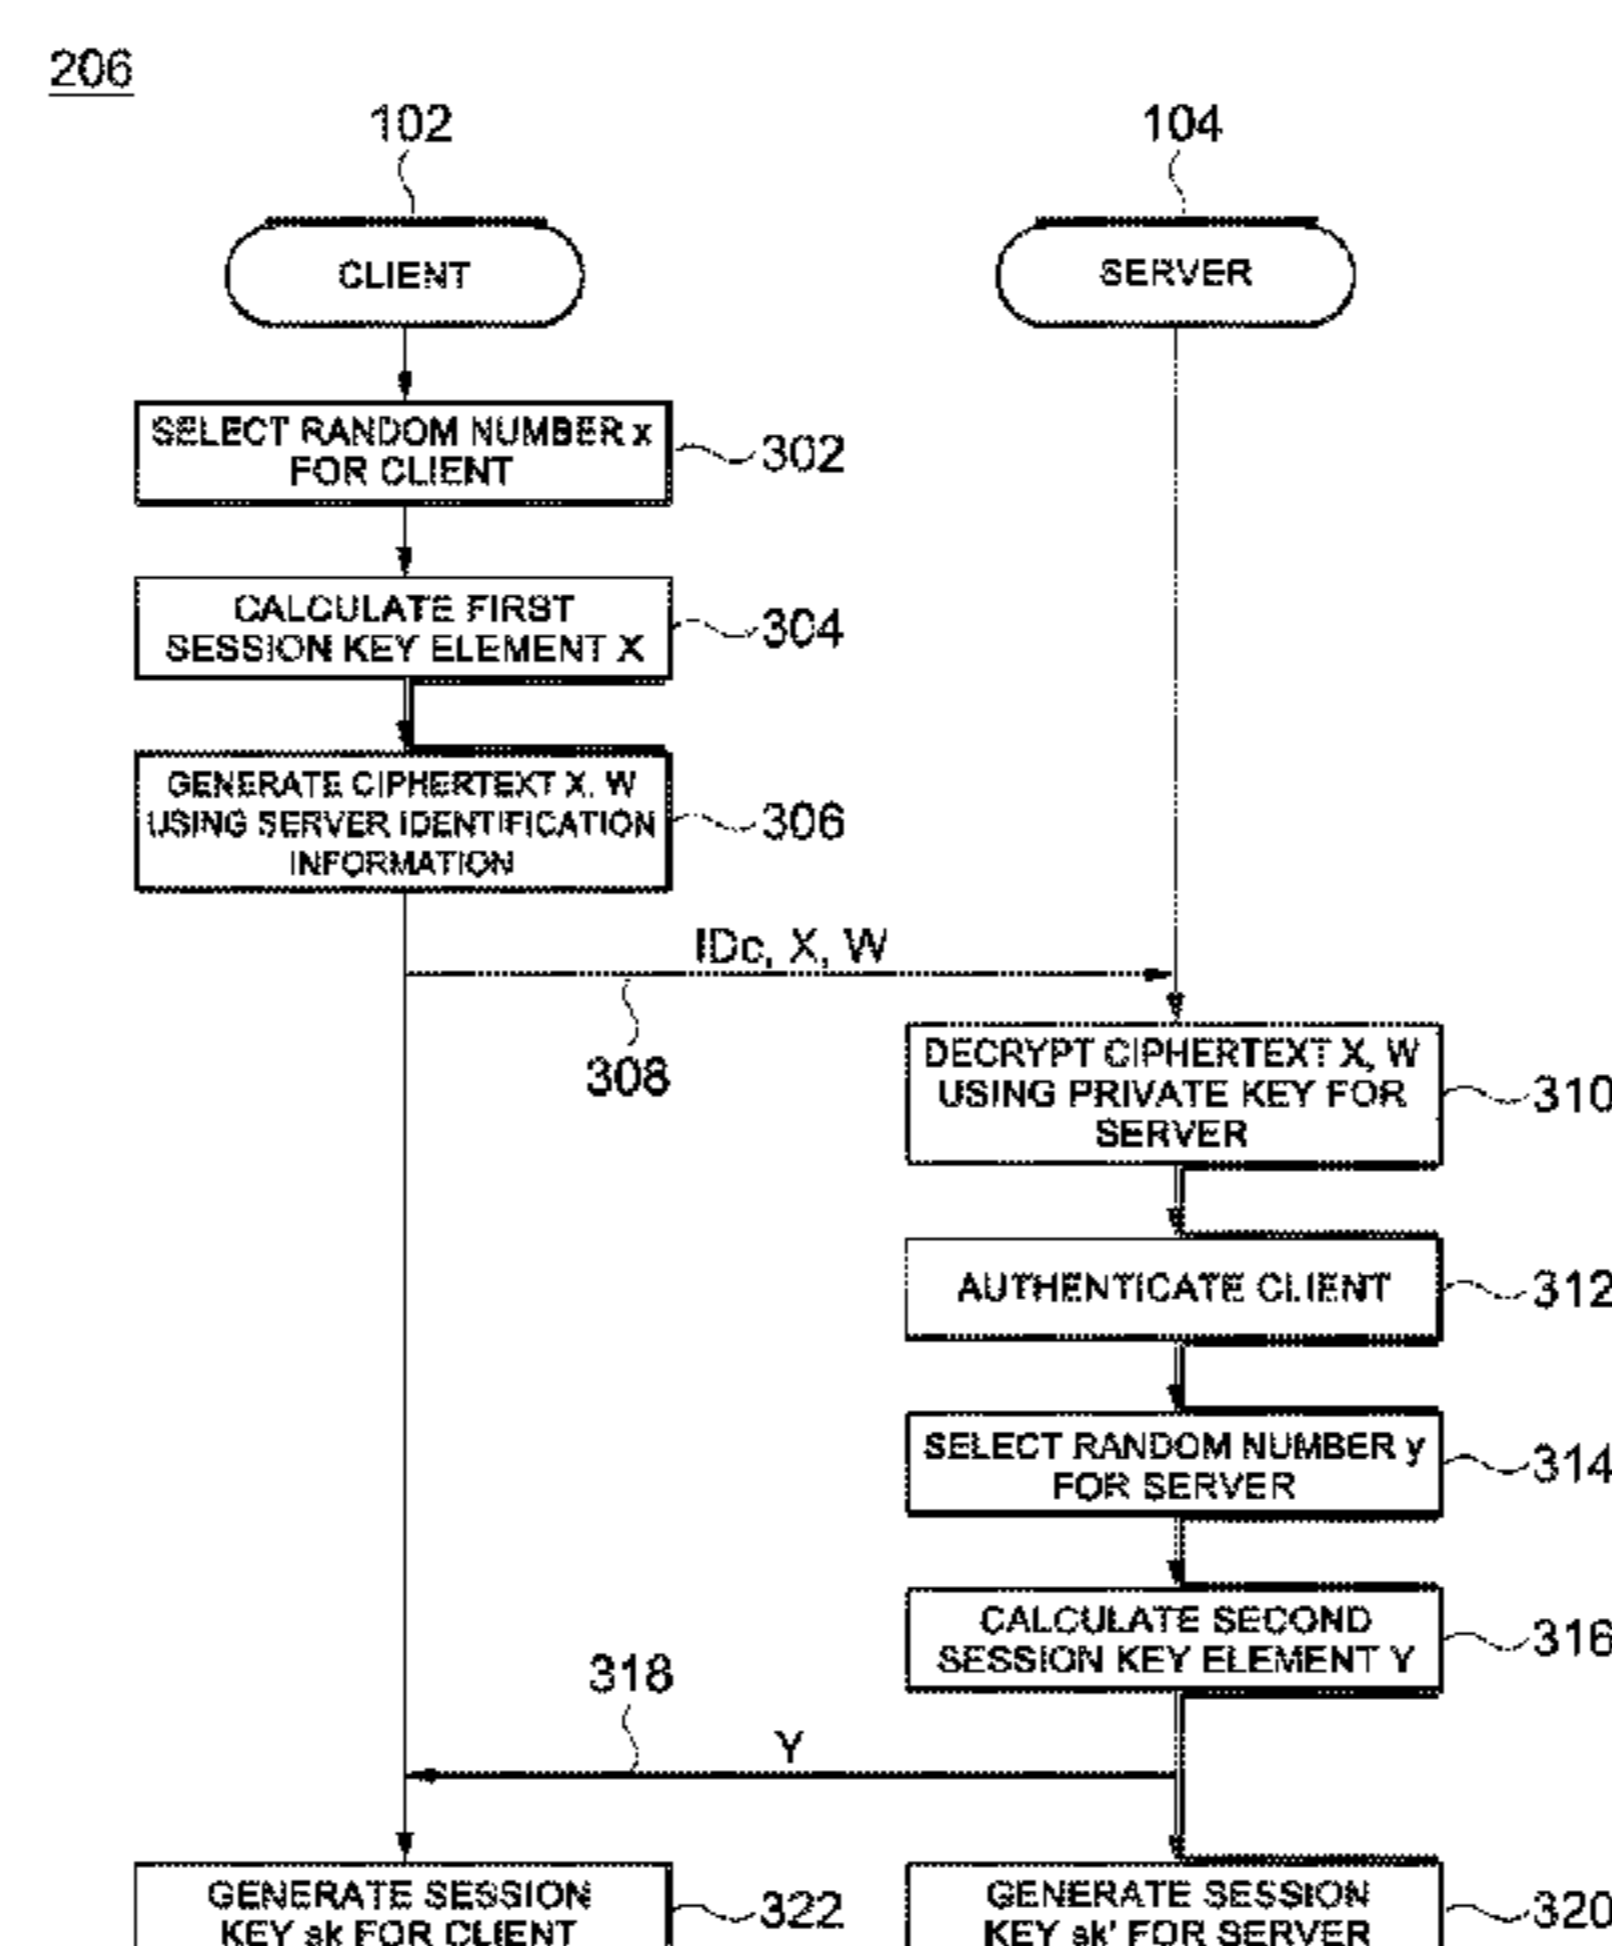 206
102
104
CLIENT
SERVER
SELECT RANDOM NUMBER x
FOR CLIENT
302
CALCULATE FIRST
SESSION KEY ELEMENT X
304
GENERATE CIPHERTEXT X, W
USING SERVER IDENTIFICATION
INFORMATION
306
IDc, X, W
308
DECRYPT CIPHERTEXT X, W
USING PRIVATE KEY FOR
SERVER
310
AUTHENTICATE CLIENT
312
SELECT RANDOM NUMBER y
FOR SERVER
314
CALCULATE SECOND
SESSION KEY ELEMENT Y
316
318
Y
GENERATE SESSION
KEY sk FOR CLIENT
322
GENERATE SESSION
KEY sk' FOR SERVER
320